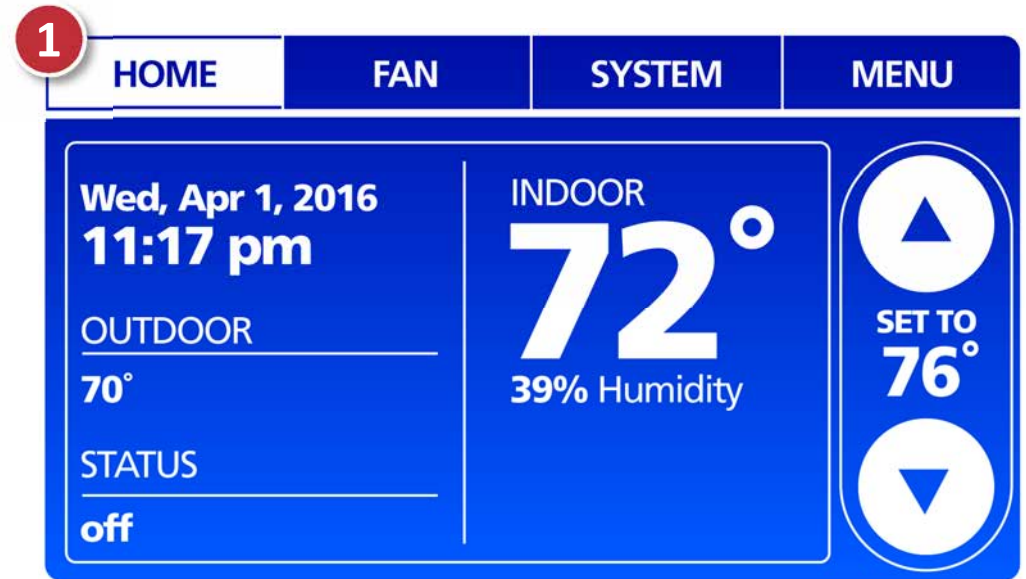 1
HOME FAN SYSTEM MENU
Wed, Apr 1, 2016
11:17 pm
OUTDOOR
70°
STATUS
off
INDOOR
72°
39% Humidity
SET TO
76°